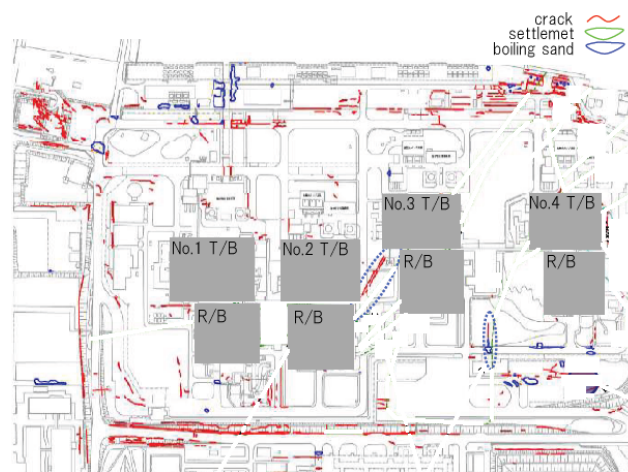 crack
settlemet
boiling sand
No.3 T/B
No.4 T/B
No.1 T/B
No.2 T/B
R/B
R/B
R/B
R/B